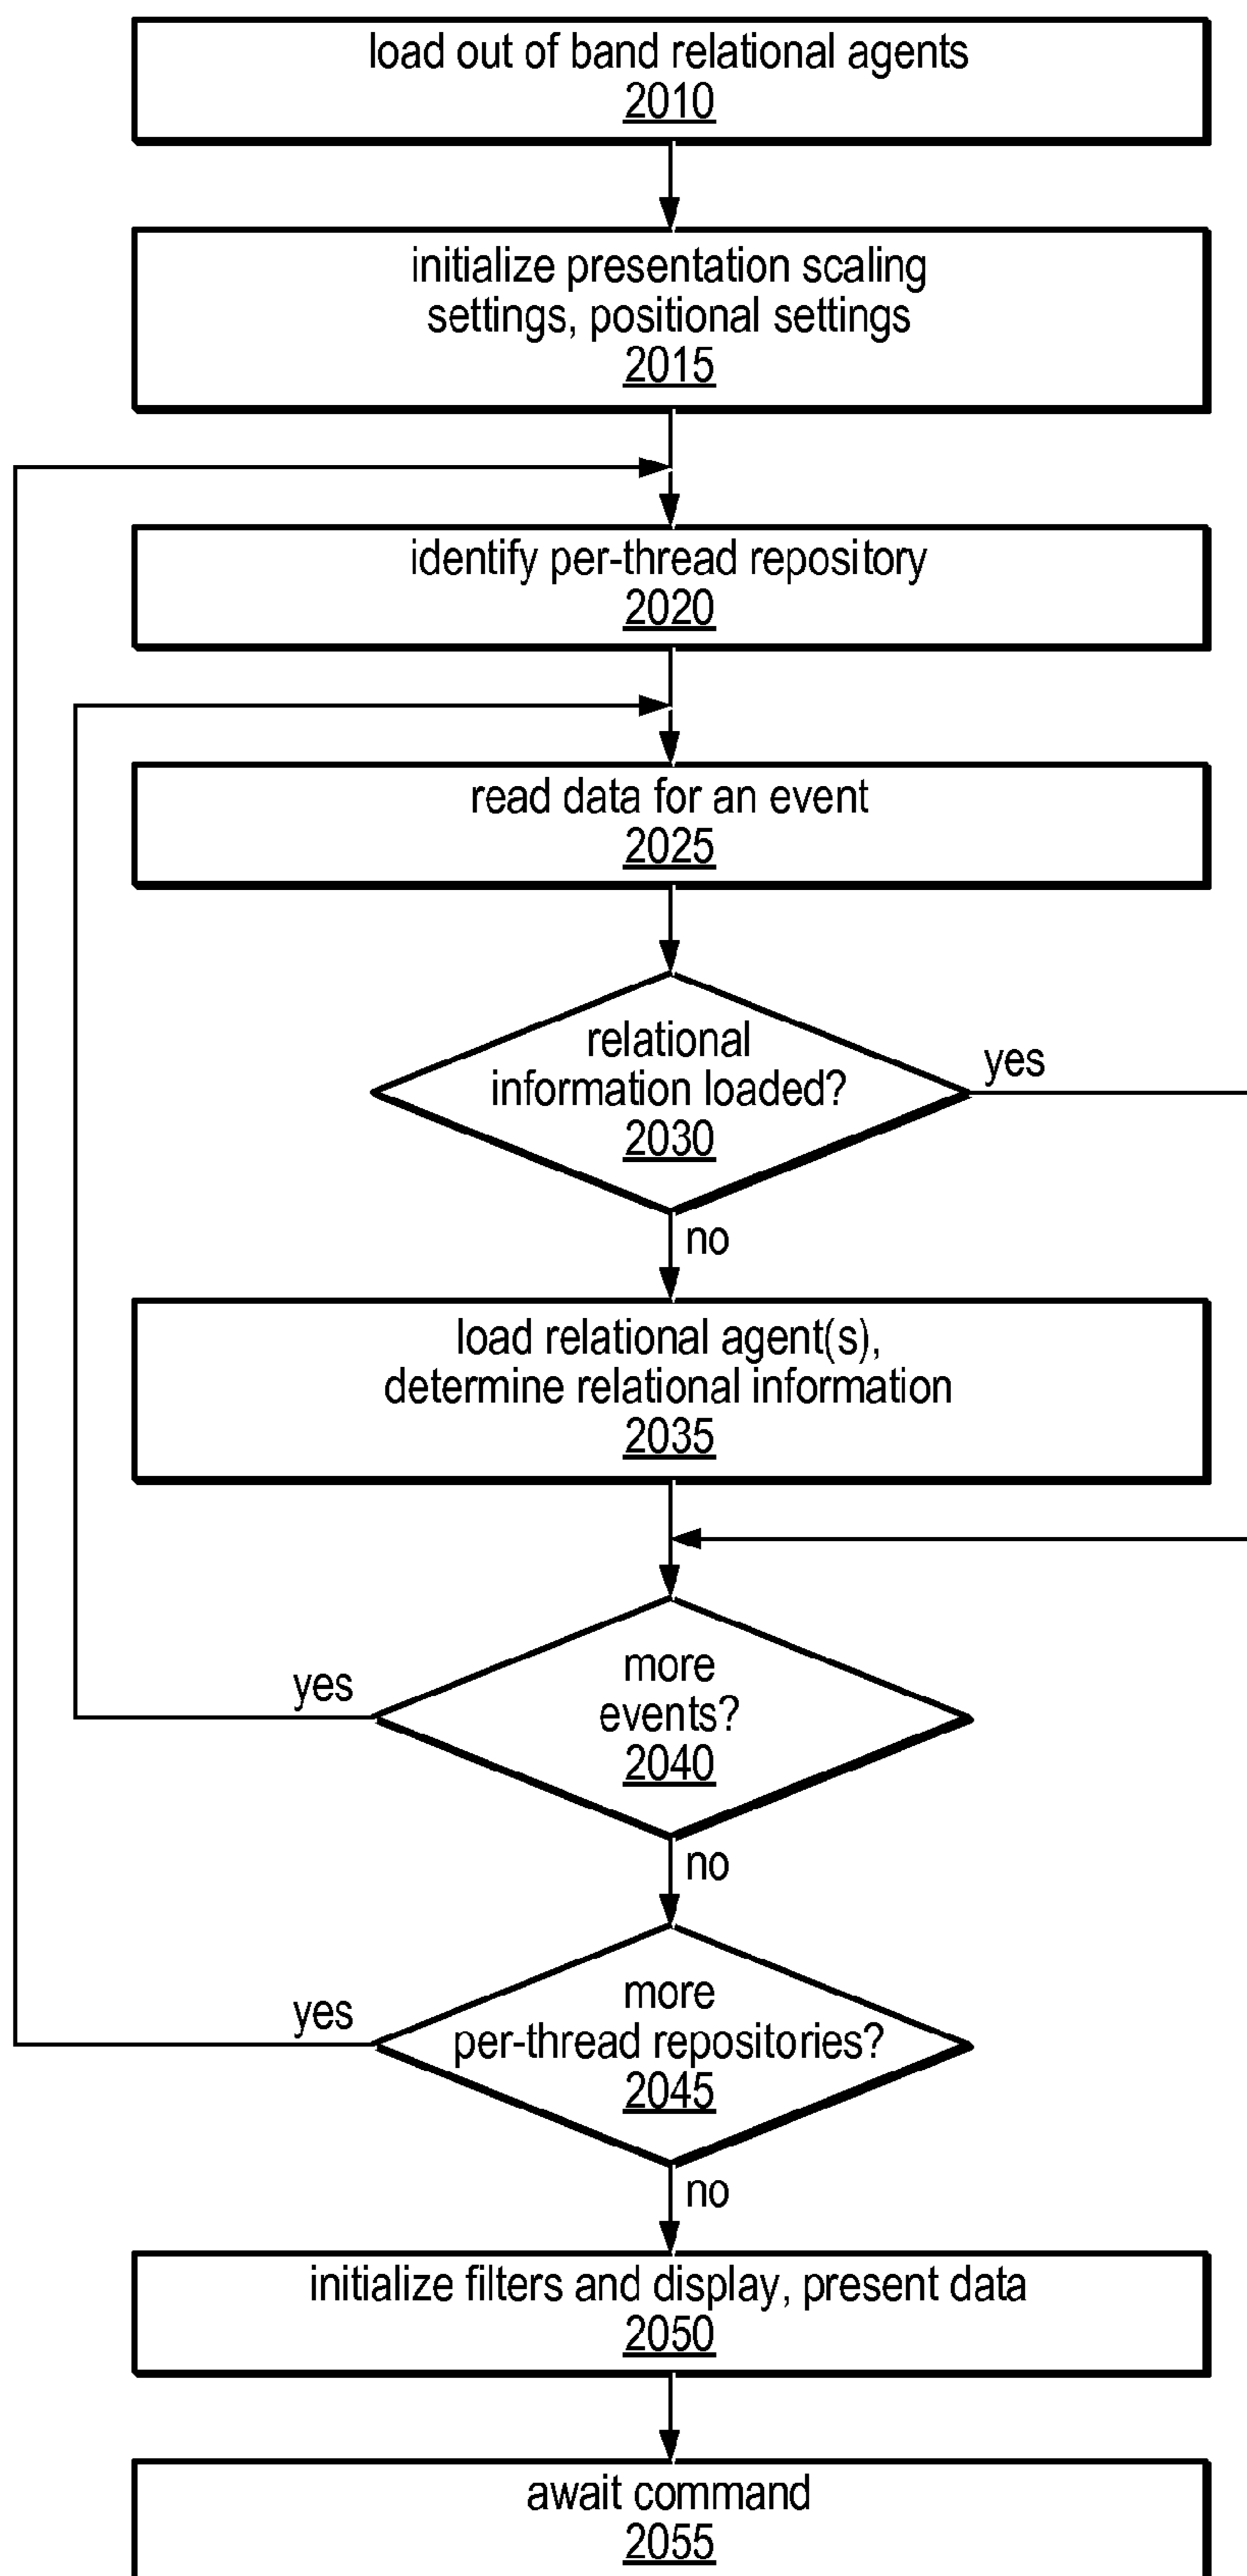 load out of band relational agents
2010
initialize presentation scaling
settings, positional settings
2015
identify per-thread repository
2020
read data for an event
2025
relational
information loaded?
2030
yes
no
load relational agent(s),
determine relational information
2035
more
events?
2040
yes
no
more
per-thread repositories?
2045
yes
no
initialize filters and display, present data
2050
await command
2055